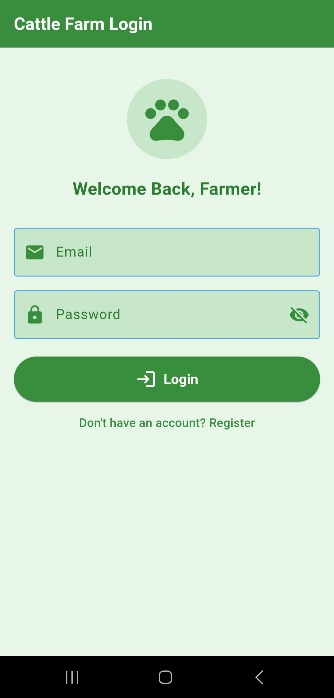 Cattle Farm Login
Welcome Back, Farmer!
Email
Password
Login
Don't have an account? Register